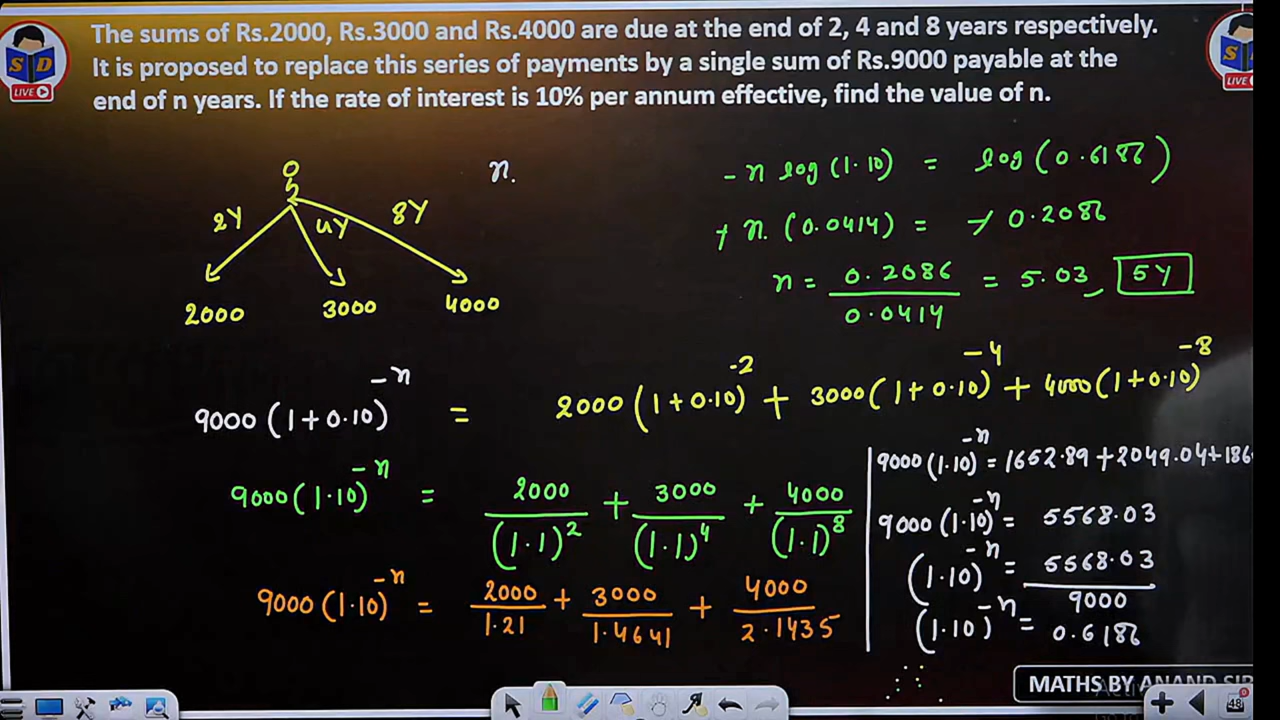 The sums of Rs.2000, Rs.3000 and Rs.4000 are due at the end of 2, 4 and 8 years respectively.
It is proposed to replace this series of payments by a single sum of Rs.9000 payable at the
end of n years. If the rate of interest is 10% per annum effective, find the value of n.
SD
LIVE
0
n.
2Y 4Y 8Y
2000 3000 4000
- n log (1.10) = log (0.6186)
+ n. (0.0414) = - 0.2086
n = 0.2086 / 0.0414 = 5.03, 5Y
9000 (1+0.10)^-n = 2000 (1+0.10)^-2 + 3000 (1+0.10)^-4 + 4000 (1+0.10)^-8
9000 (1.10)^-n = 2000/(1.1)^2 + 3000/(1.1)^4 + 4000/(1.1)^8
9000 (1.10)^-n = 2000/1.21 + 3000/1.4641 + 4000/2.1435
9000 (1.10)^-n = 1652.89 + 2049.04 + 186
9000 (1.10)^-n = 5568.03
(1.10)^-n = 5568.03 / 9000
(1.10)^-n = 0.6186
MATHS BY ANAND SIR
48